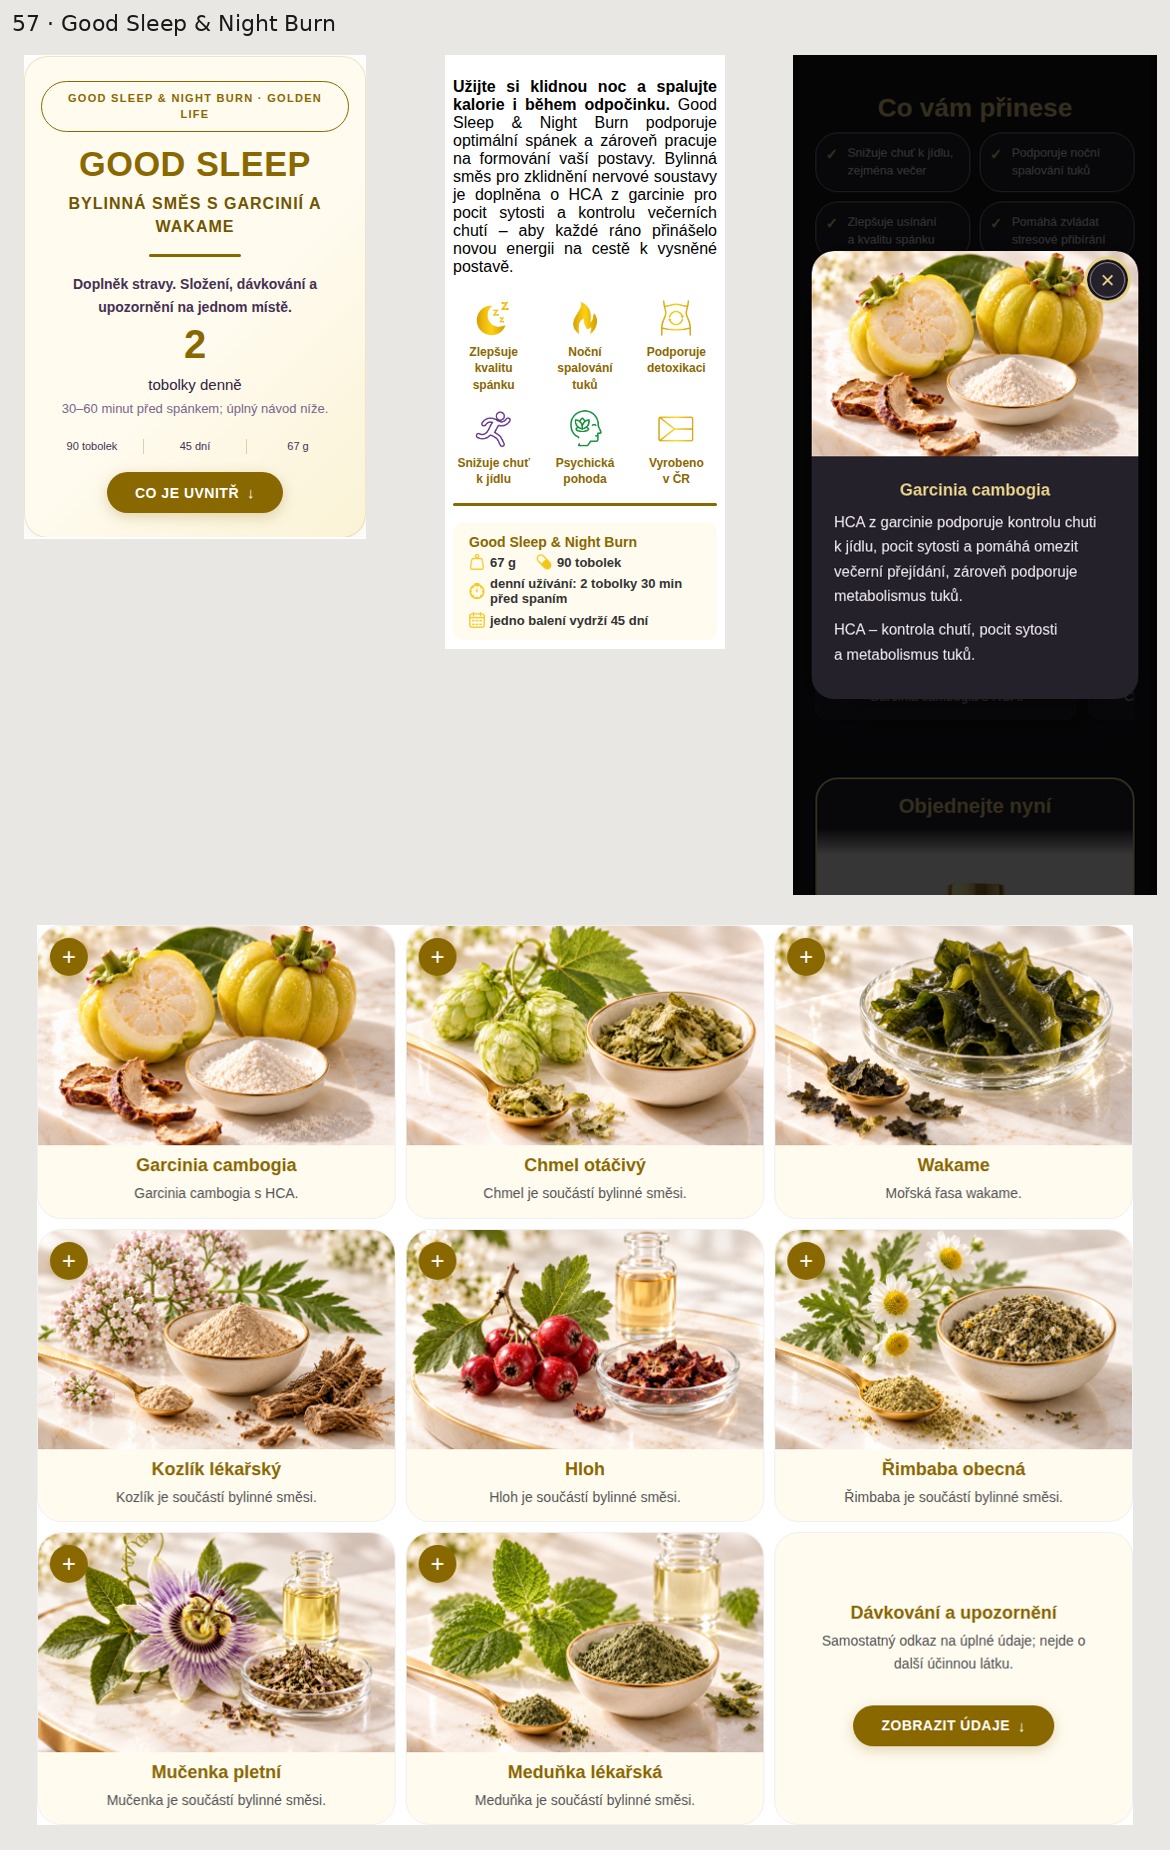 57 · Good Sleep & Night Burn
GOOD SLEEP & NIGHT BURN · GOLDEN
LIFE
GOOD SLEEP
BYLINNÁ SMĚS S GARCINIÍ A
WAKAME
Doplněk stravy. Složení, dávkování a
upozornění na jednom místě.
2
tobolky denně
30–60 minut před spánkem; úplný návod níže.
90 tobolek
45 dní
67 g
CO JE UVNITŘ ↓
Užijte si klidnou noc a spalujte
kalorie i během odpočinku. Good
Sleep & Night Burn podporuje
optimální spánek a zároveň pracuje
na formování vaší postavy. Bylinná
směs pro zklidnění nervové soustavy
je doplněna o HCA z garcinie pro
pocit sytosti a kontrolu večerních
chutí – aby každé ráno přinášelo
novou energii na cestě k vysněné
postavě.
Zlepšuje
kvalitu
spánku
Noční
spalování
tuků
Podporuje
detoxikaci
Snižuje chuť
k jídlu
Psychická
pohoda
Vyrobeno
v ČR
Good Sleep & Night Burn
67 g
90 tobolek
denní užívání: 2 tobolky 30 min
před spaním
jedno balení vydrží 45 dní
Co vám přinese
✓ Snižuje chuť k jídlu,
zejména večer
✓ Podporuje noční
spalování tuků
✓ Zlepšuje usínání
a kvalitu spánku
✓ Pomáhá zvládat
stresové přibírání
×
Garcinia cambogia
HCA z garcinie podporuje kontrolu chuti
k jídlu, pocit sytosti a pomáhá omezit
večerní přejídání, zároveň podporuje
metabolismus tuků.
HCA – kontrola chutí, pocit sytosti
a metabolismus tuků.
Objednejte nyní
+
Garcinia cambogia
Garcinia cambogia s HCA.
+
Chmel otáčivý
Chmel je součástí bylinné směsi.
+
Wakame
Mořská řasa wakame.
+
Kozlík lékařský
Kozlík je součástí bylinné směsi.
+
Hloh
Hloh je součástí bylinné směsi.
+
Řimbaba obecná
Řimbaba je součástí bylinné směsi.
+
Mučenka pletní
Mučenka je součástí bylinné směsi.
+
Meduňka lékařská
Meduňka je součástí bylinné směsi.
Dávkování a upozornění
Samostatný odkaz na úplné údaje; nejde o
další účinnou látku.
ZOBRAZIT ÚDAJE ↓